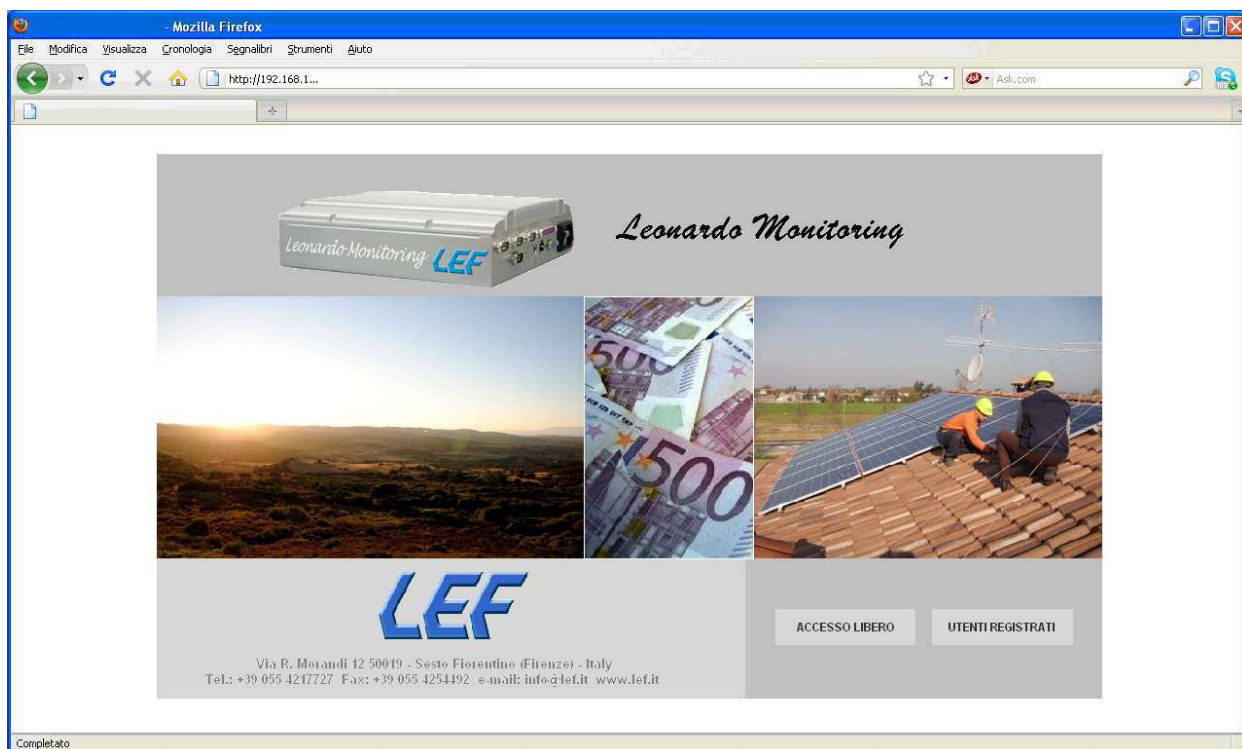 - Mozilla Firefox
File Modifica Visualizza Cronologia Segnalibri Strumenti Aiuto
http://192.168.1...
Ask.com
Leonardo Monitoring LEF
Leonardo Monitoring
500
500
LEF
ACCESSO LIBERO UTENTI REGISTRATI
Via R. Morandi 12 50019 - Sesto Fiorentino (Firenze) - Italy
Tel.: +39 055 4217727 Fax: +39 055 4254492 e-mail: info@lef.it www.lef.it
Completato